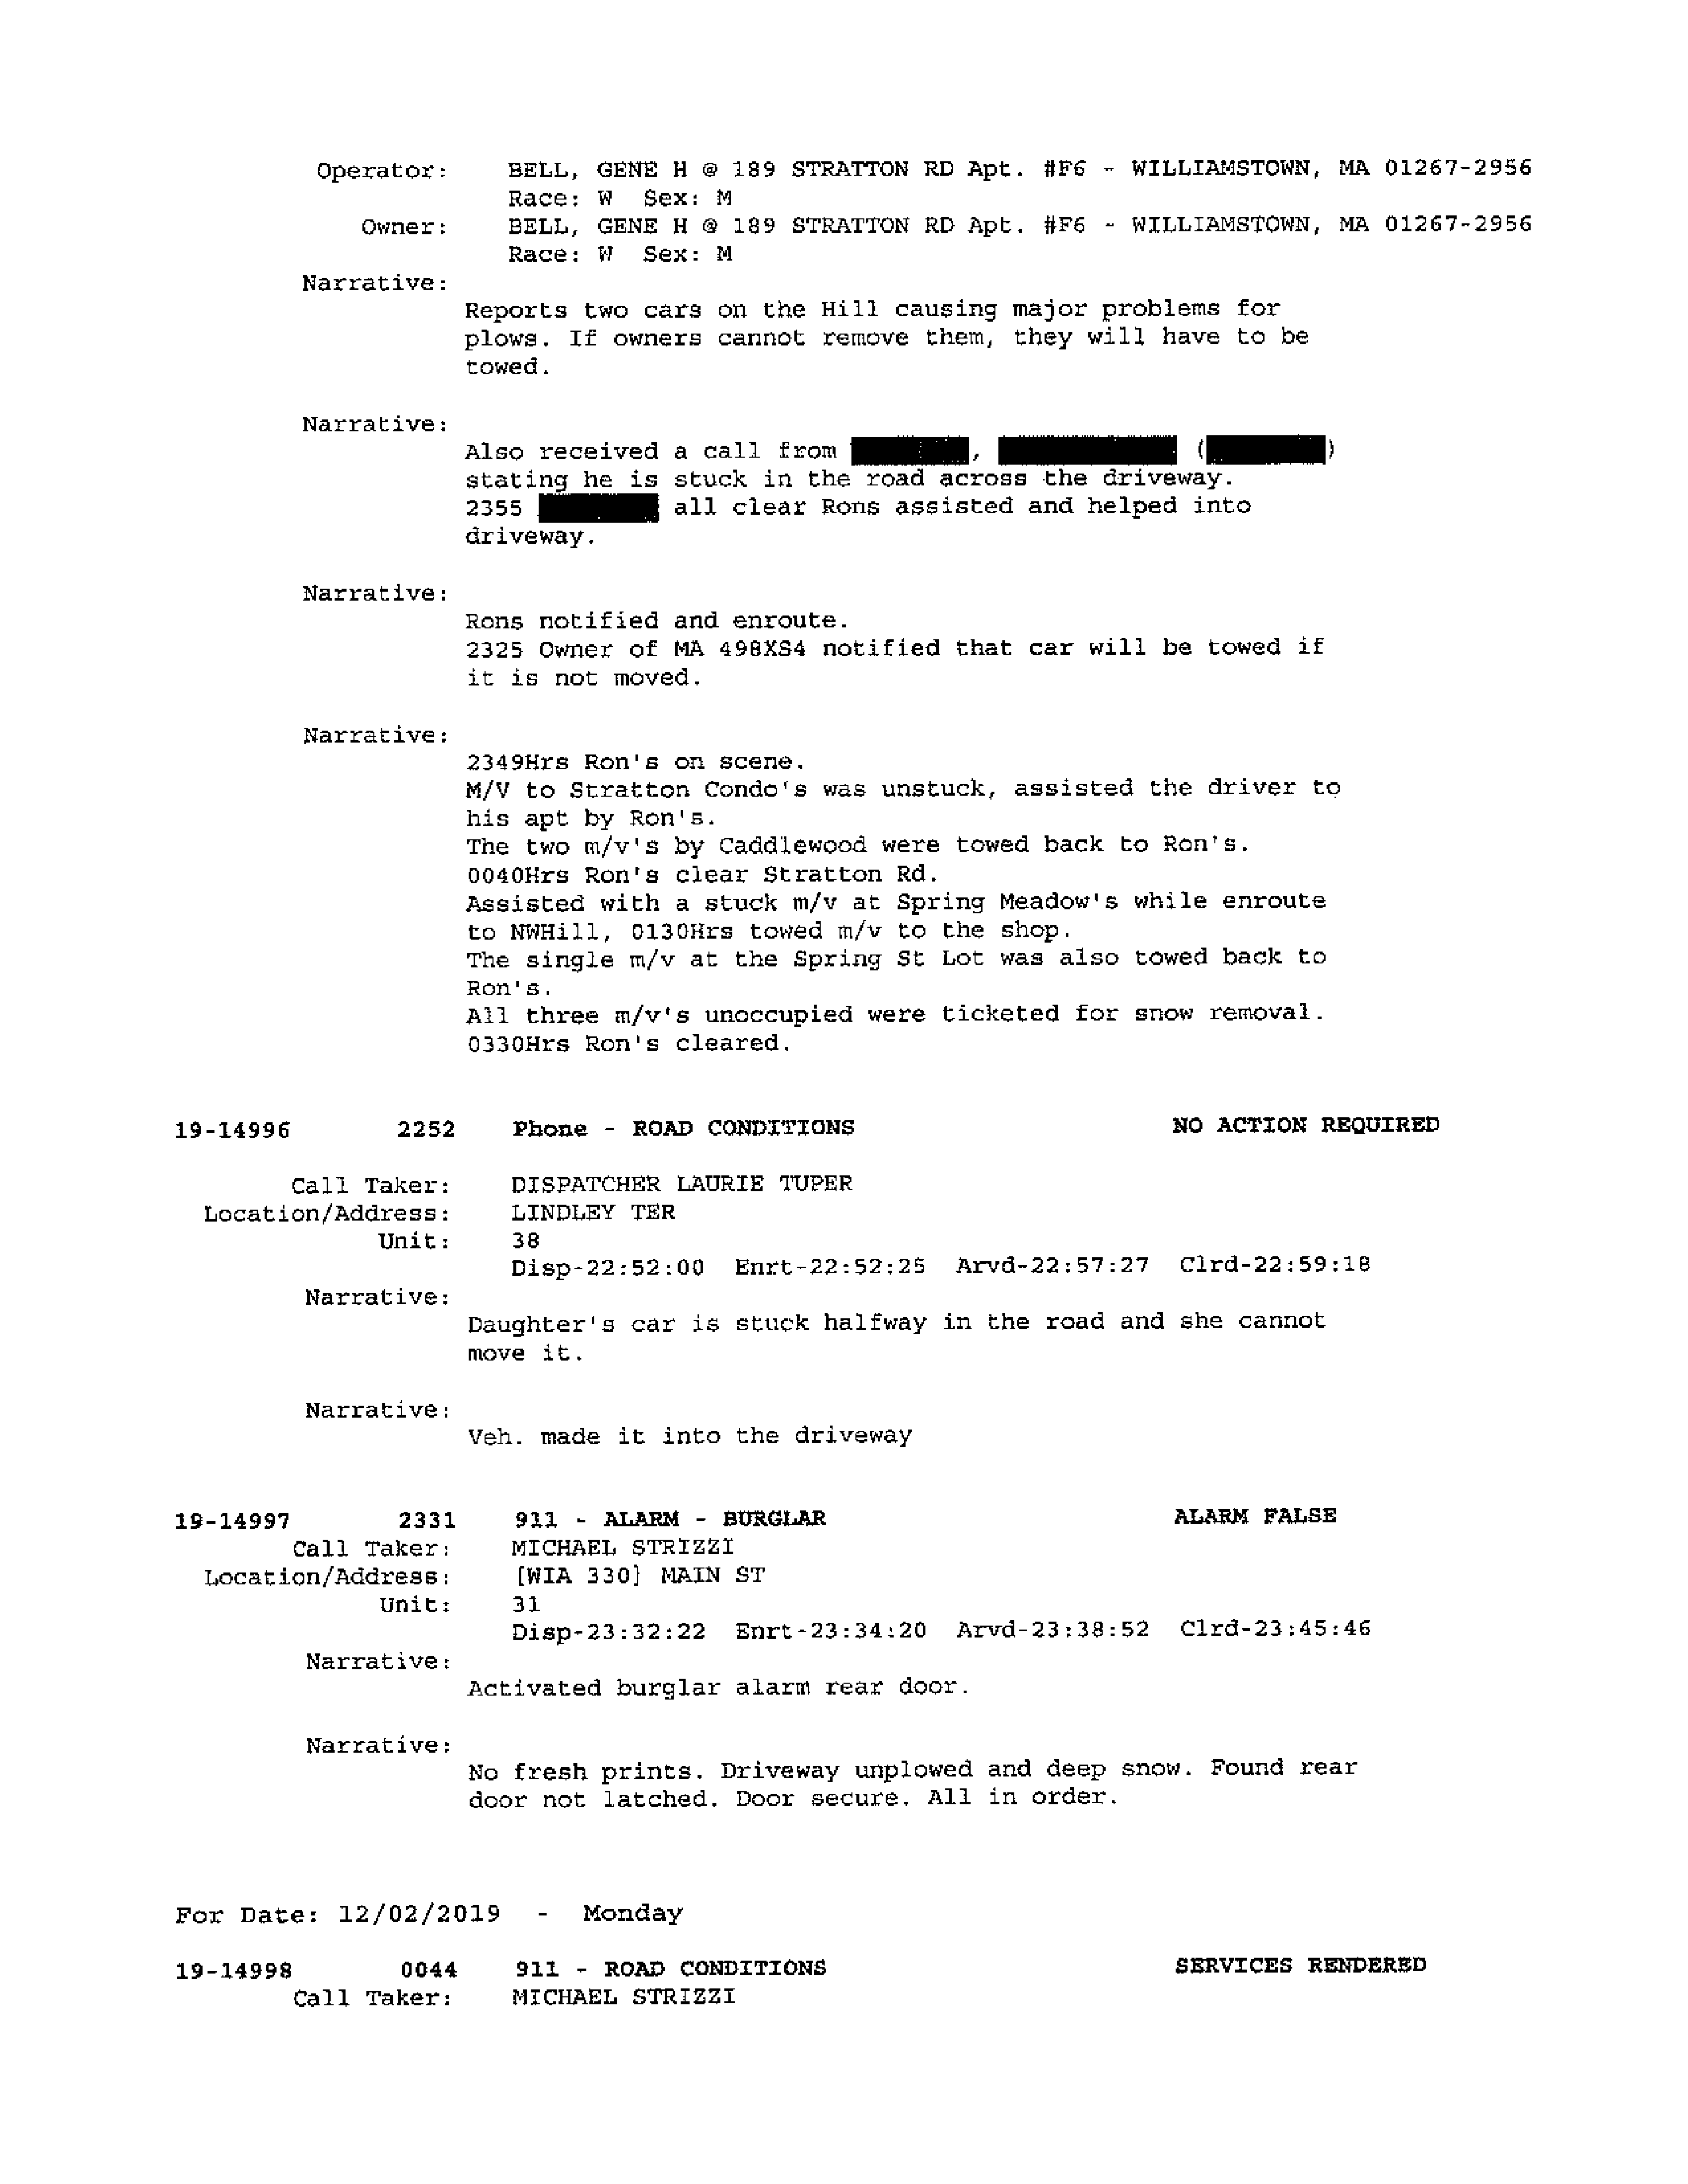 Operator: BELL, GENE H @ 189 STRATTON RD Apt. #F6 - WILLIAMSTOWN, MA 01267-2956
Race: W Sex: M
Owner: BELL, GENE H @ 189 STRATTON RD Apt. #F6 - WILLIAMSTOWN, MA 01267-2956
Race: W Sex: M
Narrative:
Reports two cars on the Hill causing major problems for
plows. If owners cannot remove them, they will have to be
towed.
Narrative:
Also received a call from , ( )
stating he is stuck in the road across the driveway.
2355 all clear Rons assisted and helped into
driveway.
Narrative:
Rons notified and enroute.
2325 Owner of MA 498XS4 notified that car will be towed if
it is not moved.
Narrative:
2349Hrs Ron's on scene.
M/V to Stratton Condo's was unstuck, assisted the driver to
his apt by Ron's.
The two m/v's by Caddlewood were towed back to Ron's.
0040Hrs Ron's clear Stratton Rd.
Assisted with a stuck m/v at Spring Meadow's while enroute
to NWHill, 0130Hrs towed m/v to the shop.
The single m/v at the Spring St Lot was also towed back to
Ron's.
All three m/v's unoccupied were ticketed for snow removal.
0330Hrs Ron's cleared.
19-14996 2252 Phone - ROAD CONDITIONS NO ACTION REQUIRED
Call Taker: DISPATCHER LAURIE TUPER
Location/Address: LINDLEY TER
Unit: 38
Disp-22:52:00 Enrt-22:52:25 Arvd-22:57:27 Clrd-22:59:18
Narrative:
Daughter's car is stuck halfway in the road and she cannot
move it.
Narrative:
Veh. made it into the driveway
19-14997 2331 911 - ALARM - BURGLAR ALARM FALSE
Call Taker: MICHAEL STRIZZI
Location/Address: [WIA 330] MAIN ST
Unit: 31
Disp-23:32:22 Enrt-23:34:20 Arvd-23:38:52 Clrd-23:45:46
Narrative:
Activated burglar alarm rear door.
Narrative:
No fresh prints. Driveway unplowed and deep snow. Found rear
door not latched. Door secure. All in order.
For Date: 12/02/2019 - Monday
19-14998 0044 911 - ROAD CONDITIONS SERVICES RENDERED
Call Taker: MICHAEL STRIZZI